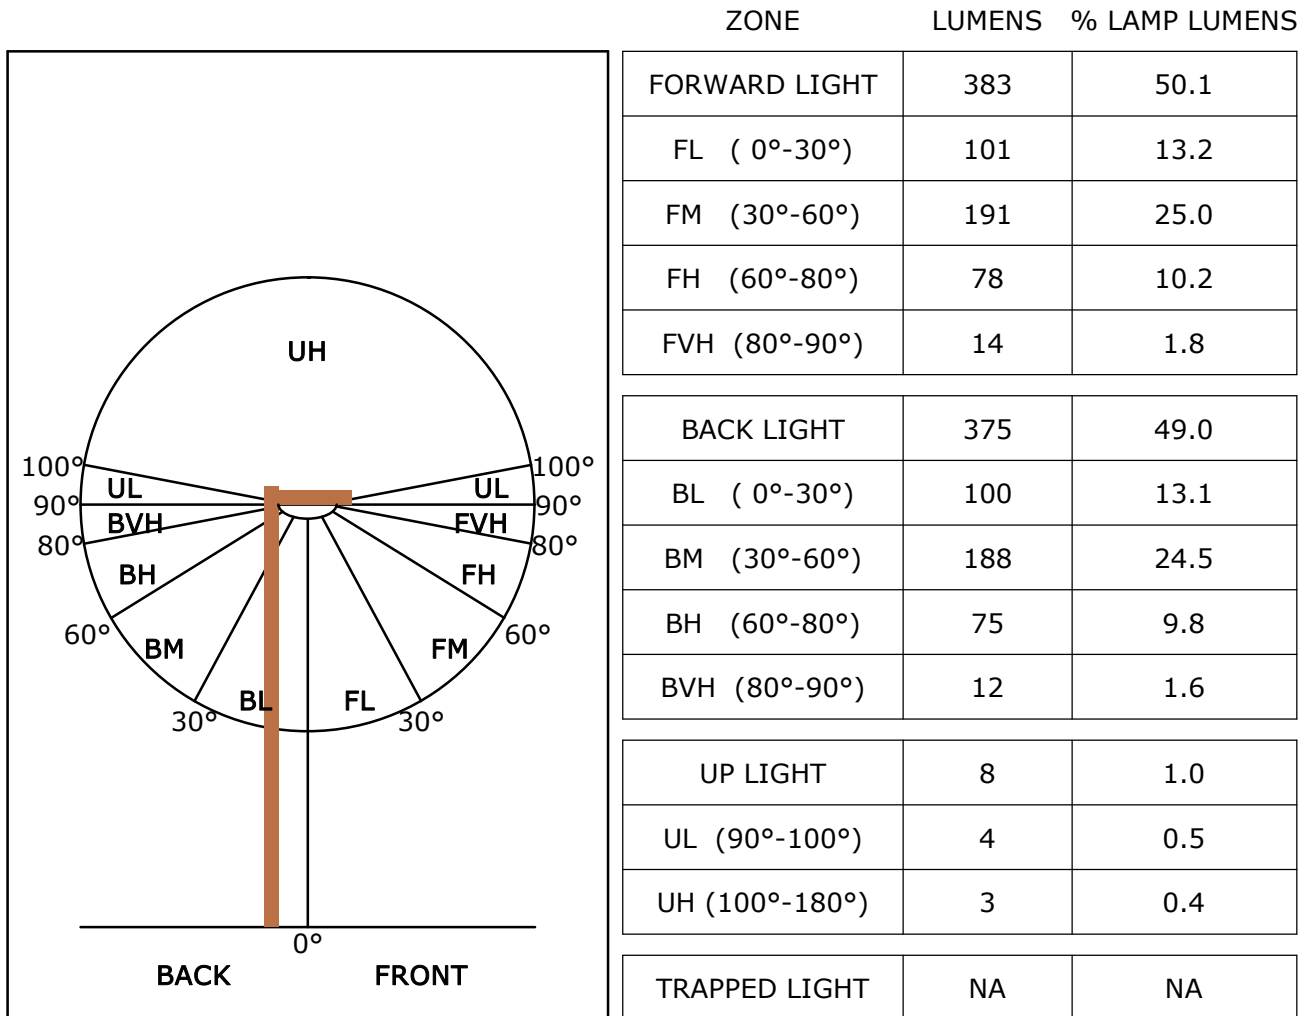 ZONE LUMENS % LAMP LUMENS
FORWARD LIGHT 383 50.1
FL ( 0°-30°) 101 13.2
FM (30°-60°) 191 25.0
FH (60°-80°) 78 10.2
FVH (80°-90°) 14 1.8
BACK LIGHT 375 49.0
BL ( 0°-30°) 100 13.1
BM (30°-60°) 188 24.5
BH (60°-80°) 75 9.8
BVH (80°-90°) 12 1.6
UP LIGHT 8 1.0
UL (90°-100°) 4 0.5
UH (100°-180°) 3 0.4
TRAPPED LIGHT NA NA
UH
100° 100°
UL UL
90° 90°
BVH FVH
80° 80°
BH FH
60° 60°
BM FM
BL FL
30° 30°
0°
BACK FRONT